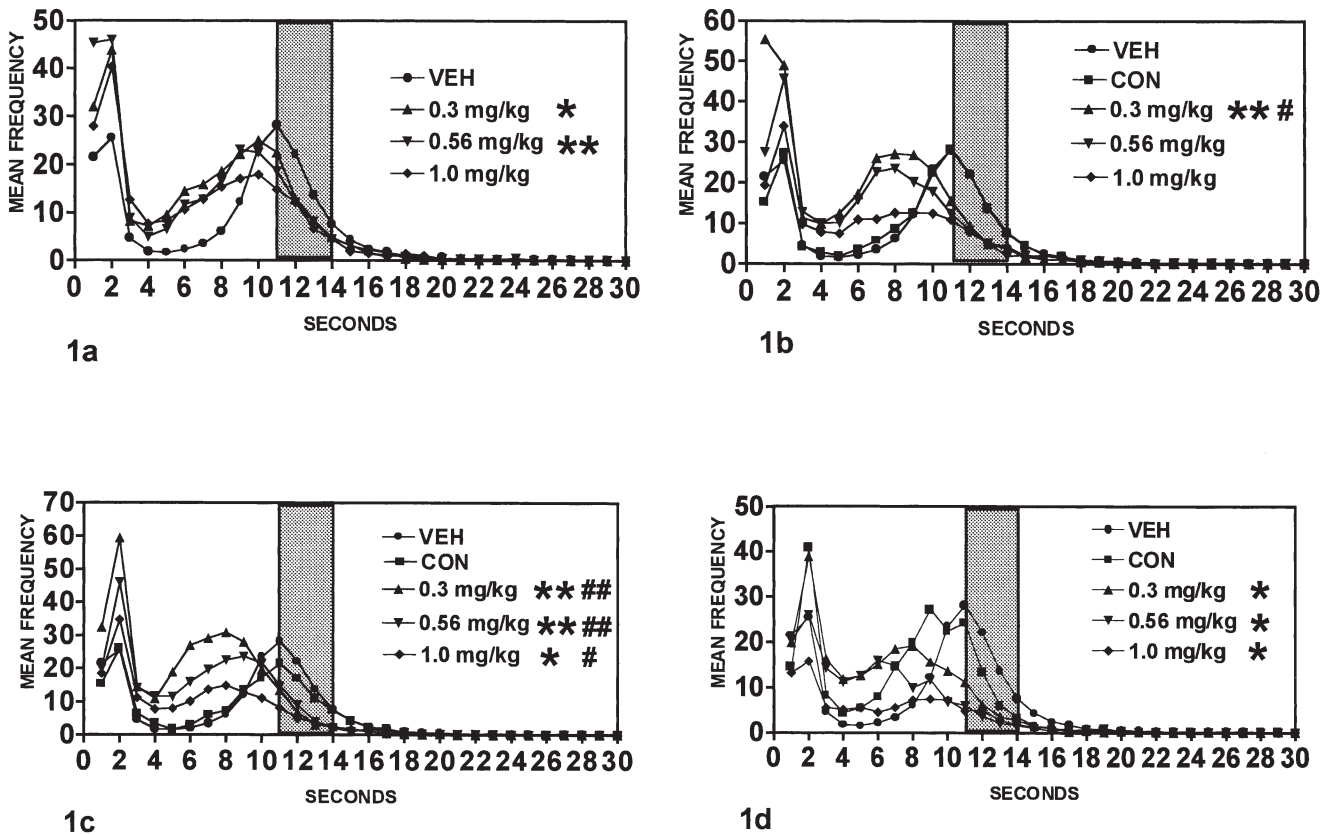 MEAN FREQUENCY
50
40
30
20
10
0
VEH
0.3 mg/kg *
0.56 mg/kg **
1.0 mg/kg
0 2 4 6 8 10 12 14 16 18 20 22 24 26 28 30
SECONDS
1a
MEAN FREQUENCY
60
50
40
30
20
10
0
VEH
CON
0.3 mg/kg ** #
0.56 mg/kg
1.0 mg/kg
0 2 4 6 8 10 12 14 16 18 20 22 24 26 28 30
SECONDS
1b
MEAN FREQUENCY
70
60
50
40
30
20
10
0
VEH
CON
0.3 mg/kg ** ##
0.56 mg/kg ** ##
1.0 mg/kg * #
0 2 4 6 8 10 12 14 16 18 20 22 24 26 28 30
SECONDS
1c
MEAN FREQUENCY
50
40
30
20
10
0
VEH
CON
0.3 mg/kg *
0.56 mg/kg *
1.0 mg/kg *
0 2 4 6 8 10 12 14 16 18 20 22 24 26 28 30
SECONDS
1d